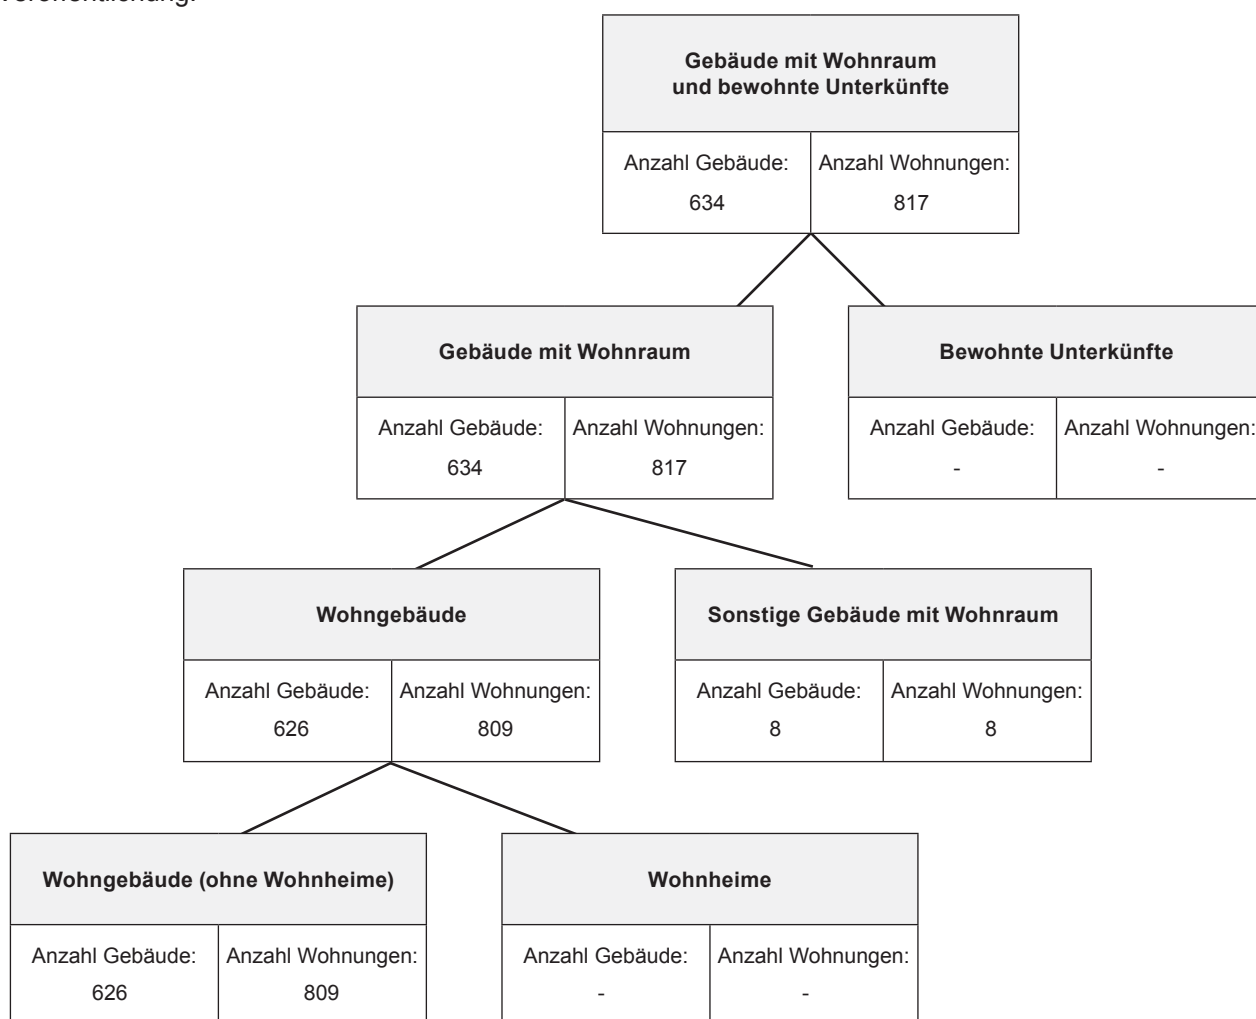 Veröffentlichung.
Gebäude mit Wohnraum
und bewohnte Unterkünfte
Anzahl Gebäude:
Anzahl Wohnungen:
634
817
Gebäude mit Wohnraum
Bewohnte Unterkünfte
Anzahl Gebäude:
Anzahl Wohnungen:
Anzahl Gebäude:
Anzahl Wohnungen:
634
817
-
-
Wohngebäude
Sonstige Gebäude mit Wohnraum
Anzahl Gebäude:
Anzahl Wohnungen:
Anzahl Gebäude:
Anzahl Wohnungen:
626
809
8
8
Wohngebäude (ohne Wohnheime)
Wohnheime
Anzahl Gebäude:
Anzahl Wohnungen:
Anzahl Gebäude:
Anzahl Wohnungen:
626
809
-
-